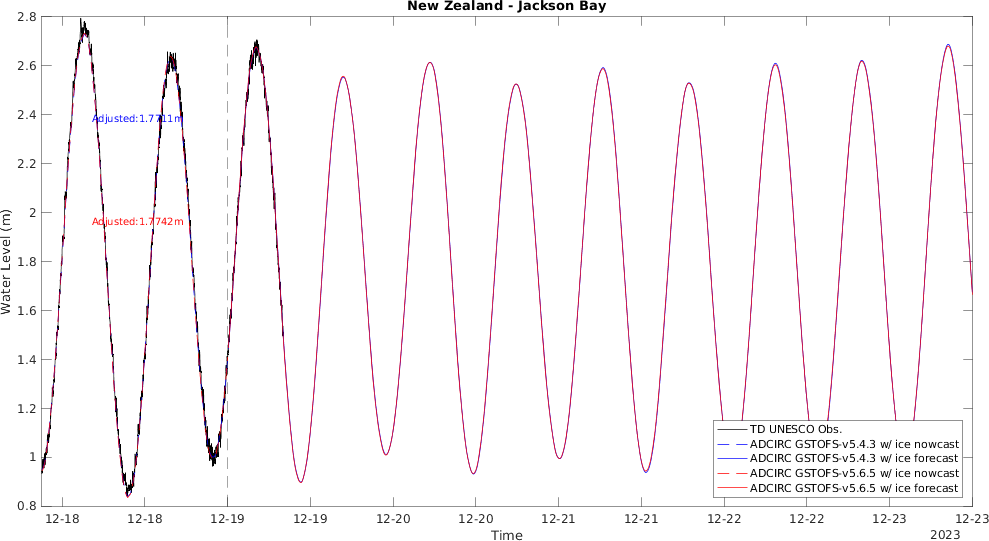 New Zealand - Jackson Bay
2.8
2.6
2.4
2.2
2
1.8
1.6
1.4
1.2
1
0.8
Water Level (m)
Adjusted:1.7711m
Adjusted:1.7742m
TD UNESCO Obs.
ADCIRC GSTOFS-v5.4.3 w/ ice nowcast
ADCIRC GSTOFS-v5.4.3 w/ ice forecast
ADCIRC GSTOFS-v5.6.5 w/ ice nowcast
ADCIRC GSTOFS-v5.6.5 w/ ice forecast
12-18 12-18 12-19 12-19 12-20 12-20 12-21 12-21 12-22 12-22 12-23 12-23
Time
2023